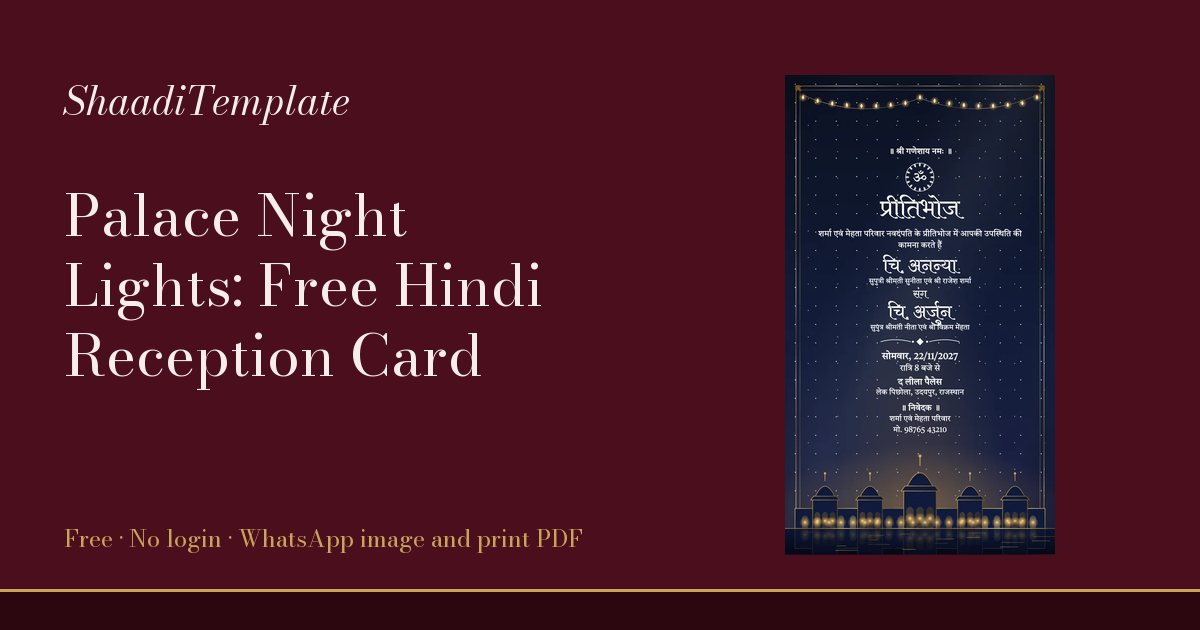 ShaadiTemplate
Palace Night
Lights: Free Hindi
Reception Card
Free · No login · WhatsApp image and print PDF
॥ श्री गणेशाय नमः ॥
ॐ
प्रीतिभोज
शर्मा एवं मेहता परिवार नवदंपति के प्रीतिभोज में आपकी उपस्थिति की
कामना करते हैं
चि. अनन्या
सुपुत्री श्रीमती सुनीता एवं श्री राजेश शर्मा
संग
चि. अर्जुन
सुपुत्र श्रीमती नीता एवं श्री विक्रम मेहता
सोमवार, 22/11/2027
रात्रि 8 बजे से
द लीला पैलेस
लेक पिछोला, उदयपुर, राजस्थान
॥ निवेदक ॥
शर्मा एवं मेहता परिवार
मो. 98765 43210